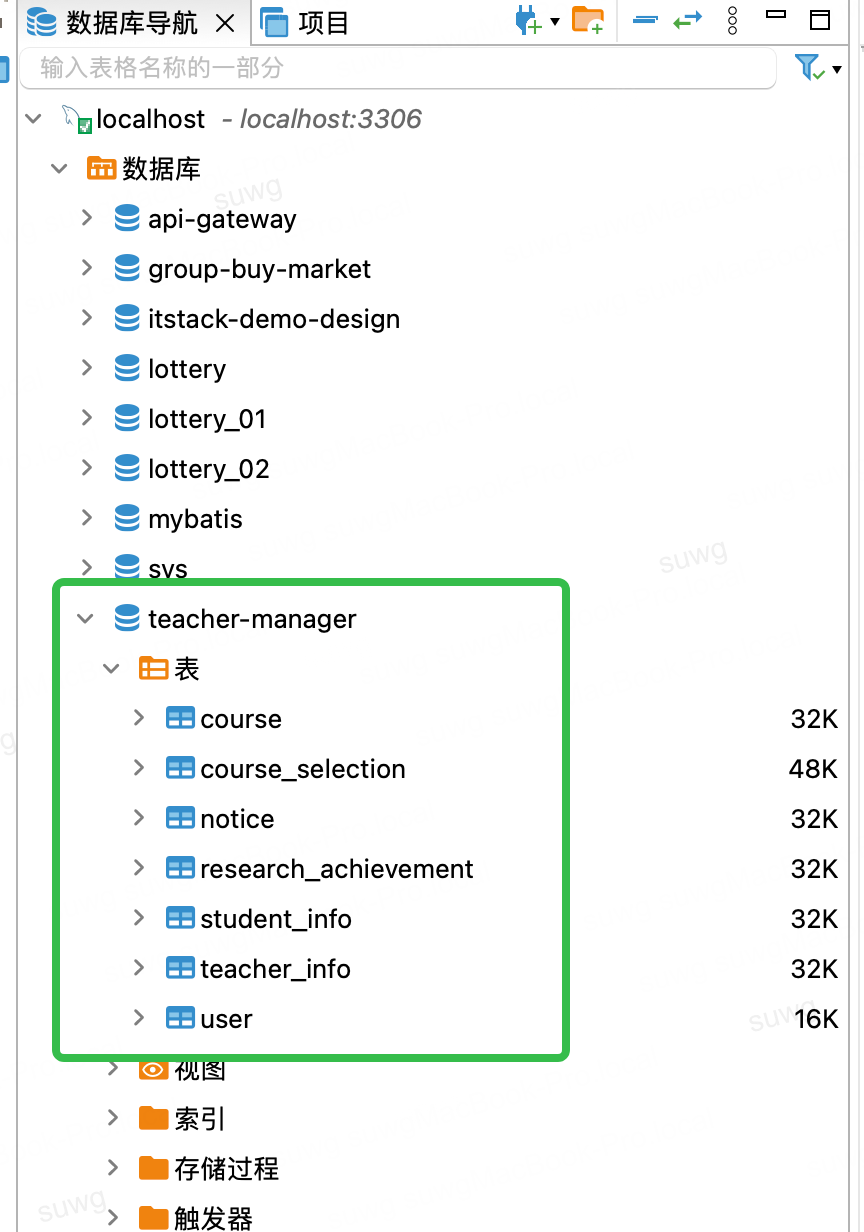 数据库导航 项目
输入表格名称的一部分
localhost - localhost:3306
数据库
suwg
api-gateway
group-buy-market
itstack-demo-design
lottery
lottery_01
lottery_02
mybatis
suwg
sys
teacher-manager
表
course 32K
course_selection 48K
notice 32K
research_achievement 32K
student_info 32K
teacher_info 32K
suwg
user 16K
视图
索引
存储过程
suwg
触发器